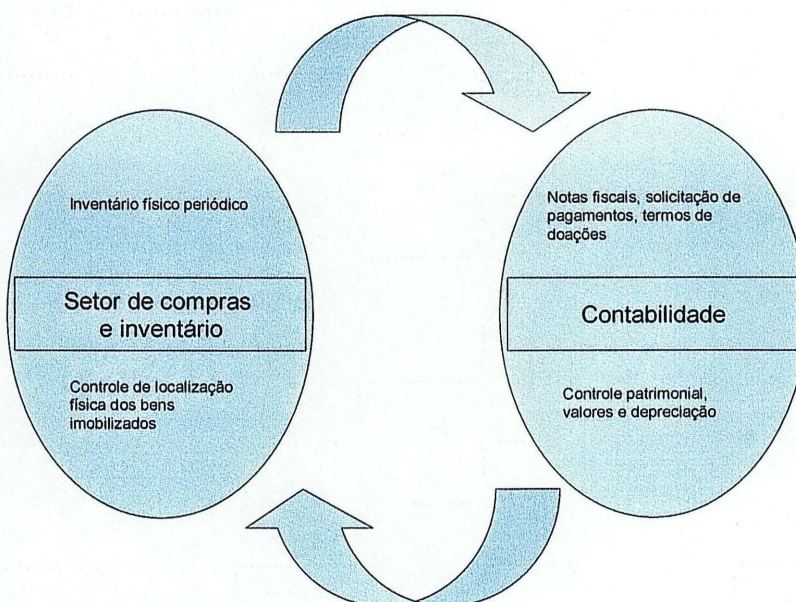 Inventário físico periódico
Setor de compras
e inventário
Controle de localização
física dos bens
imobilizados
Notas fiscais, solicitação de
pagamentos, termos de
doações
Contabilidade
Controle patrimonial,
valores e depreciação